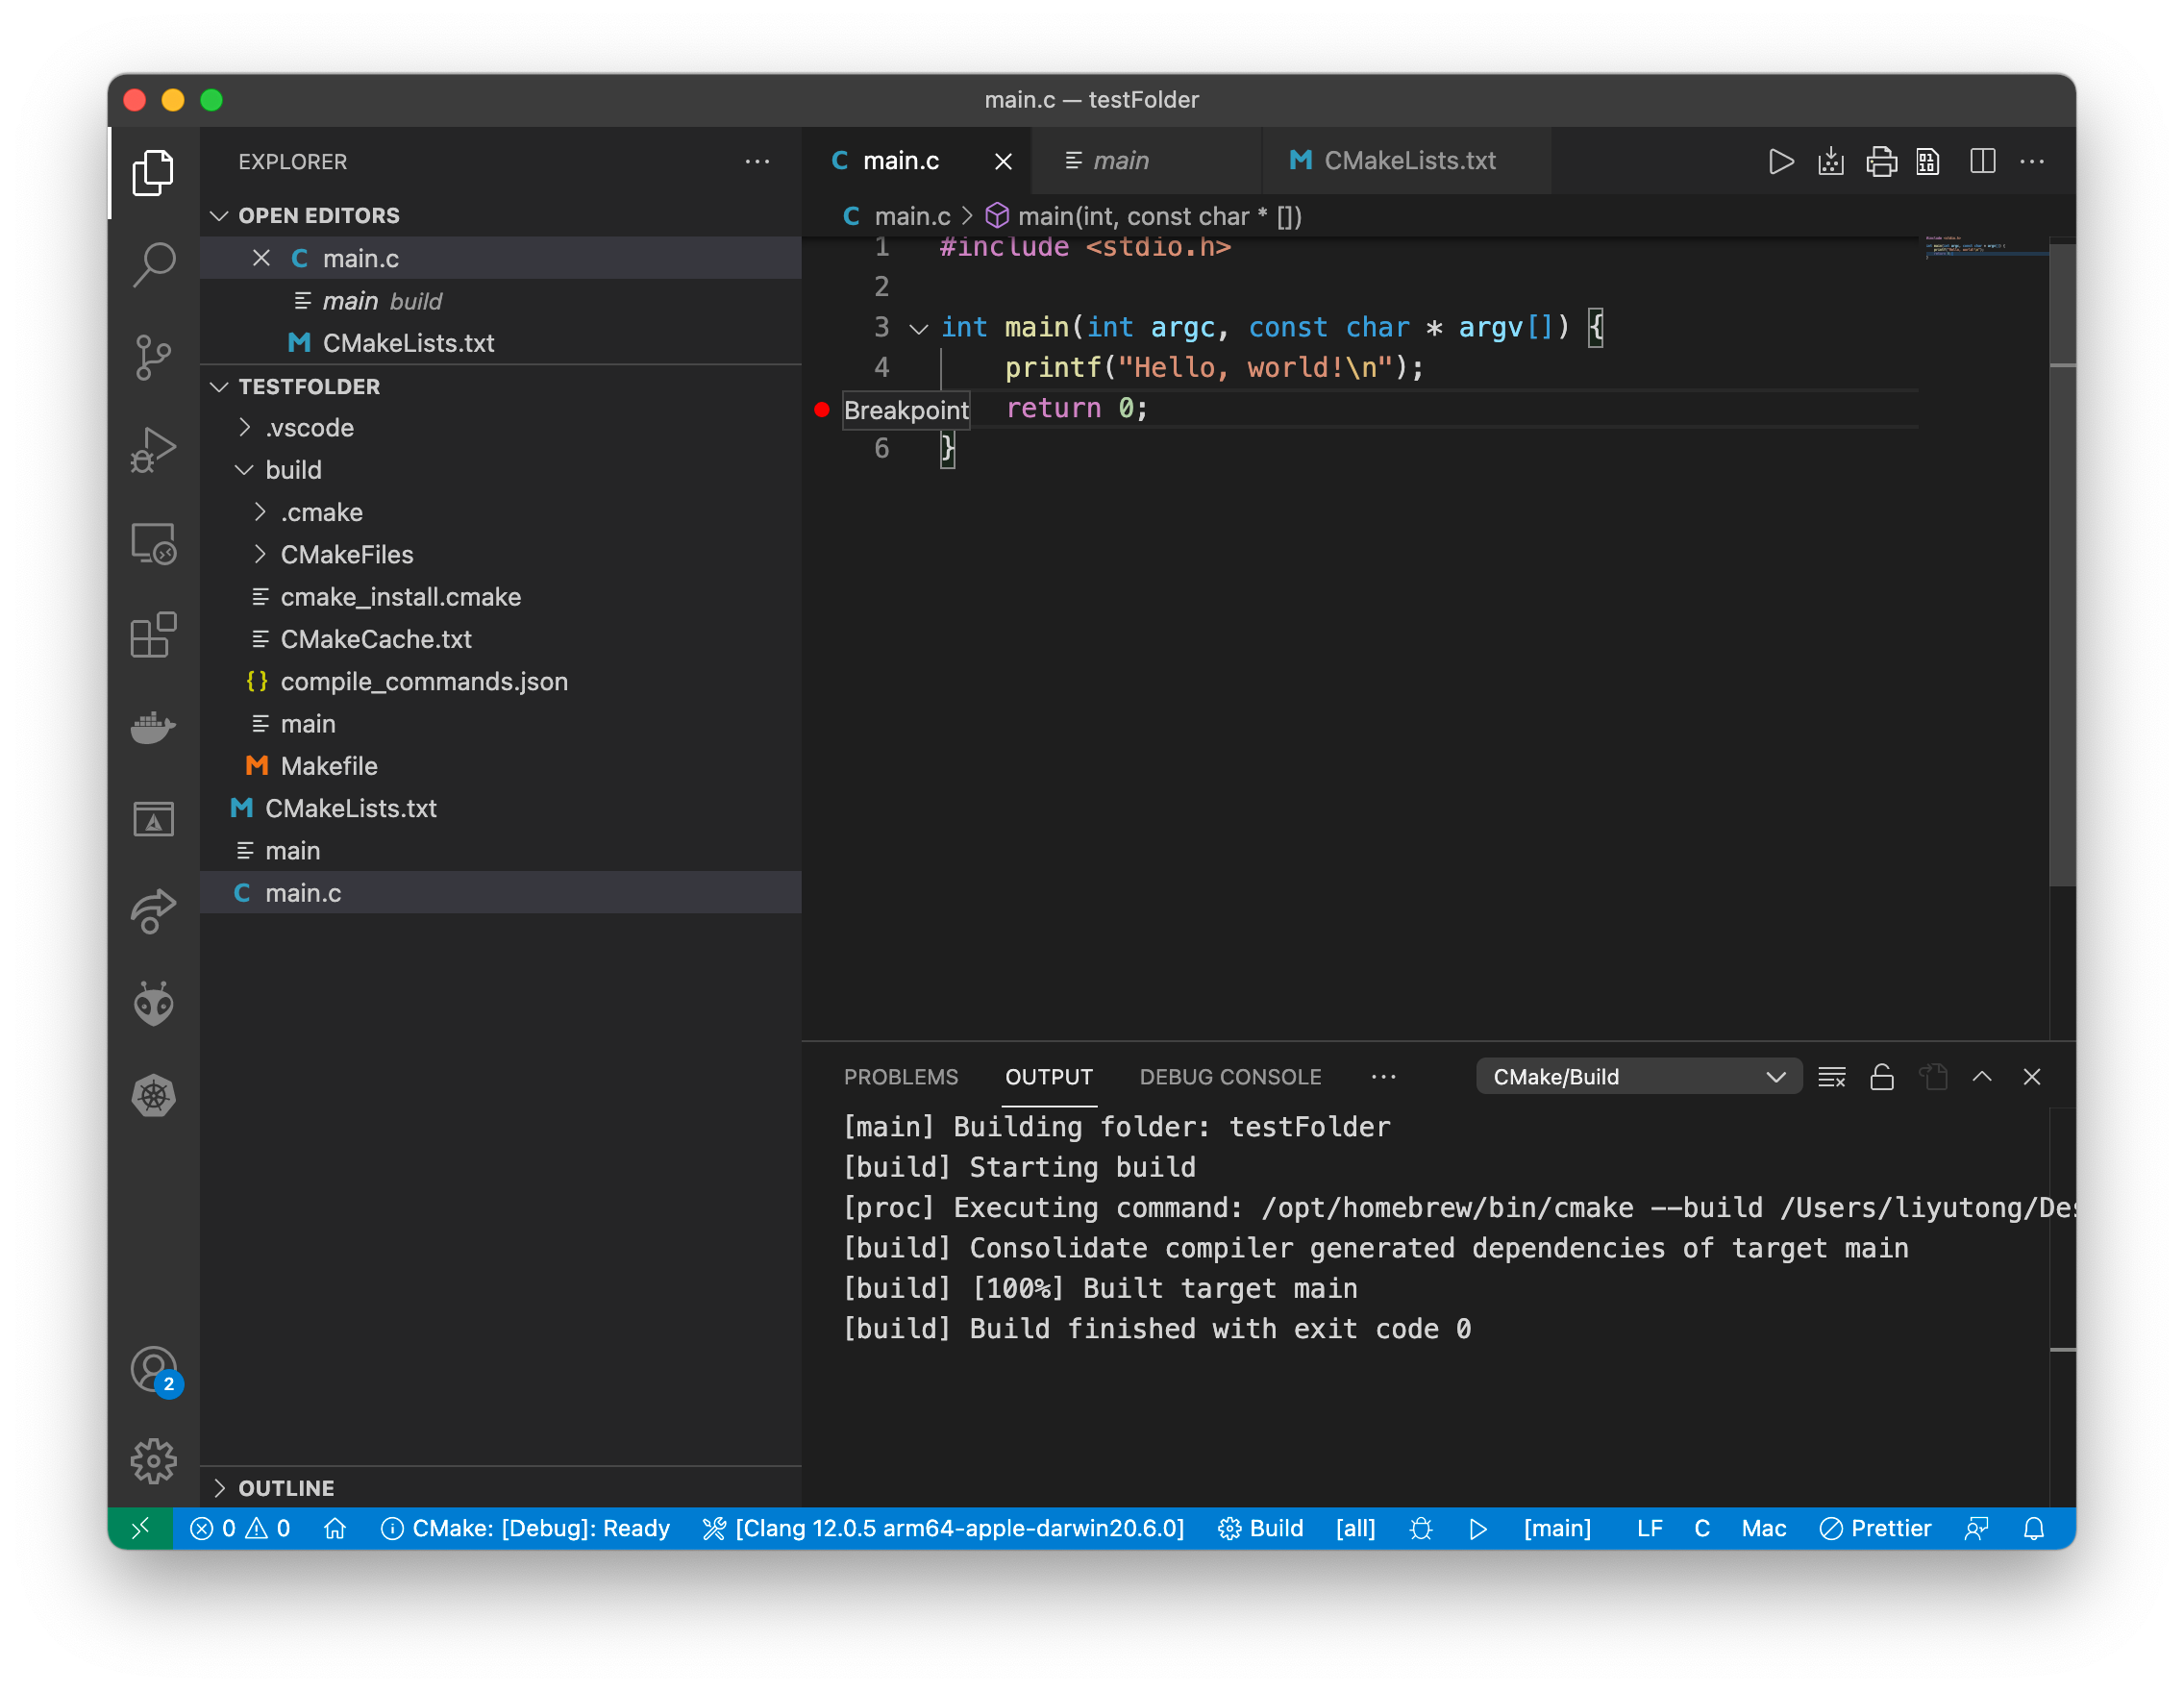 main.c — testFolder
EXPLORER
OPEN EDITORS
main.c
main build
CMakeLists.txt
TESTFOLDER
.vscode
build
.cmake
CMakeFiles
cmake_install.cmake
CMakeCache.txt
compile_commands.json
main
Makefile
CMakeLists.txt
main
main.c
OUTLINE
main.c main CMakeLists.txt
main.c > main(int, const char * [])
1 #include <stdio.h>
2
3 int main(int argc, const char * argv[]) {
4 printf("Hello, world!\n");
Breakpoint return 0;
6 }
PROBLEMS OUTPUT DEBUG CONSOLE CMake/Build
[main] Building folder: testFolder
[build] Starting build
[proc] Executing command: /opt/homebrew/bin/cmake --build /Users/liyutong/Des
[build] Consolidate compiler generated dependencies of target main
[build] [100%] Built target main
[build] Build finished with exit code 0
2
0 0 CMake: [Debug]: Ready [Clang 12.0.5 arm64-apple-darwin20.6.0] Build [all] [main] LF C Mac Prettier